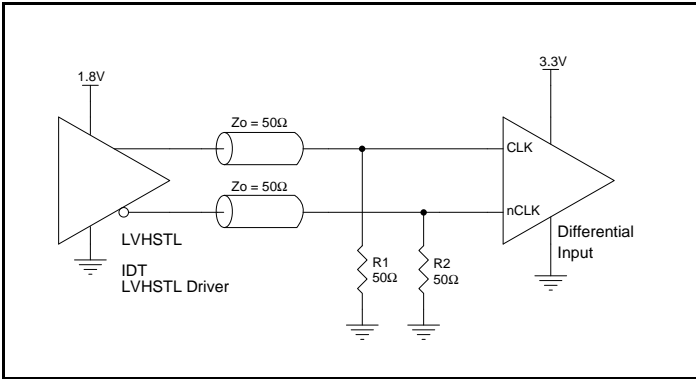 1.8V
3.3V
Zo = 50Ω
CLK
Zo = 50Ω
nCLK
LVHSTL
Differential
Input
IDT
LVHSTL Driver
R1
50Ω
R2
50Ω